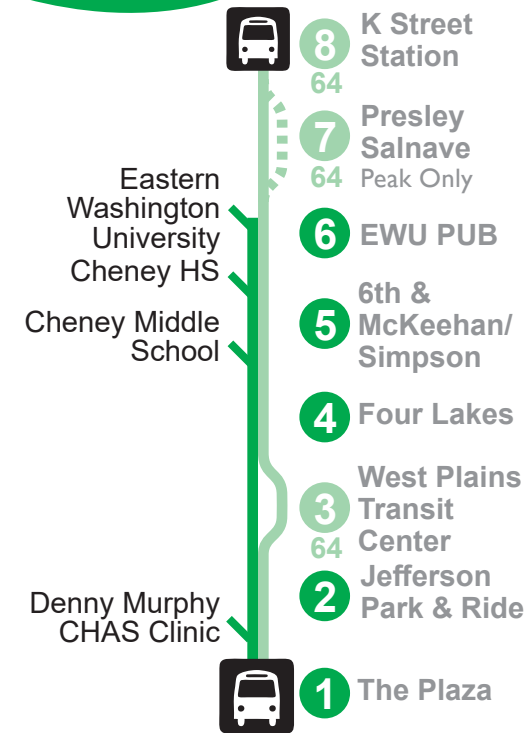 8
K Street
Station
64
7
Presley
Salnave
64
Peak Only
Eastern
Washington
University
6
EWU PUB
Cheney HS
Cheney Middle
School
5
6th &
McKeehan/
Simpson
4
Four Lakes
3
West Plains
Transit
Center
64
2
Jefferson
Park & Ride
Denny Murphy
CHAS Clinic
1
The Plaza